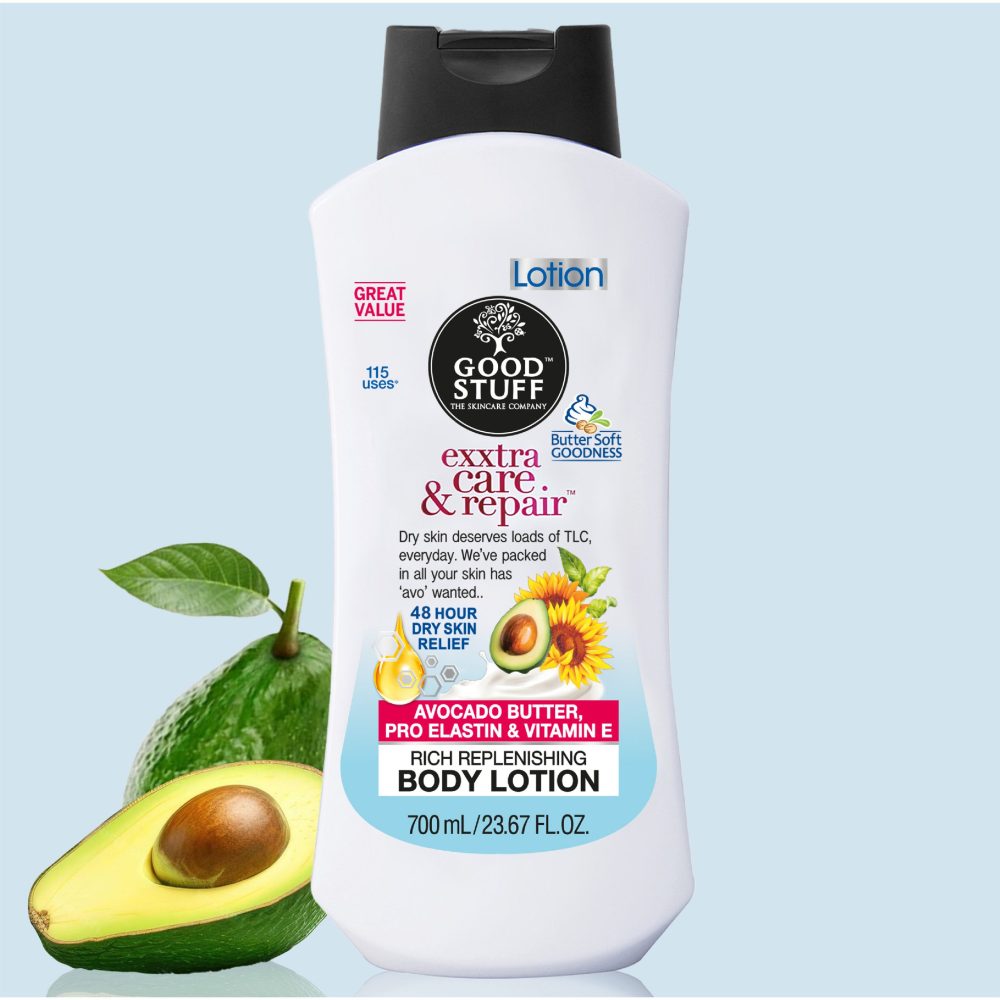 Lotion
GREAT
VALUE
115
uses°
GOOD™
STUFF
THE SKINCARE COMPANY
Butter Soft
GOODNESS
exxtra
care
& repair™
Dry skin deserves loads of TLC,
everyday. We've packed
in all your skin has
'avo' wanted..
48 HOUR
DRY SKIN
RELIEF
AVOCADO BUTTER,
PRO ELASTIN & VITAMIN E
RICH REPLENISHING
BODY LOTION
700 mL/23.67 FL.OZ.